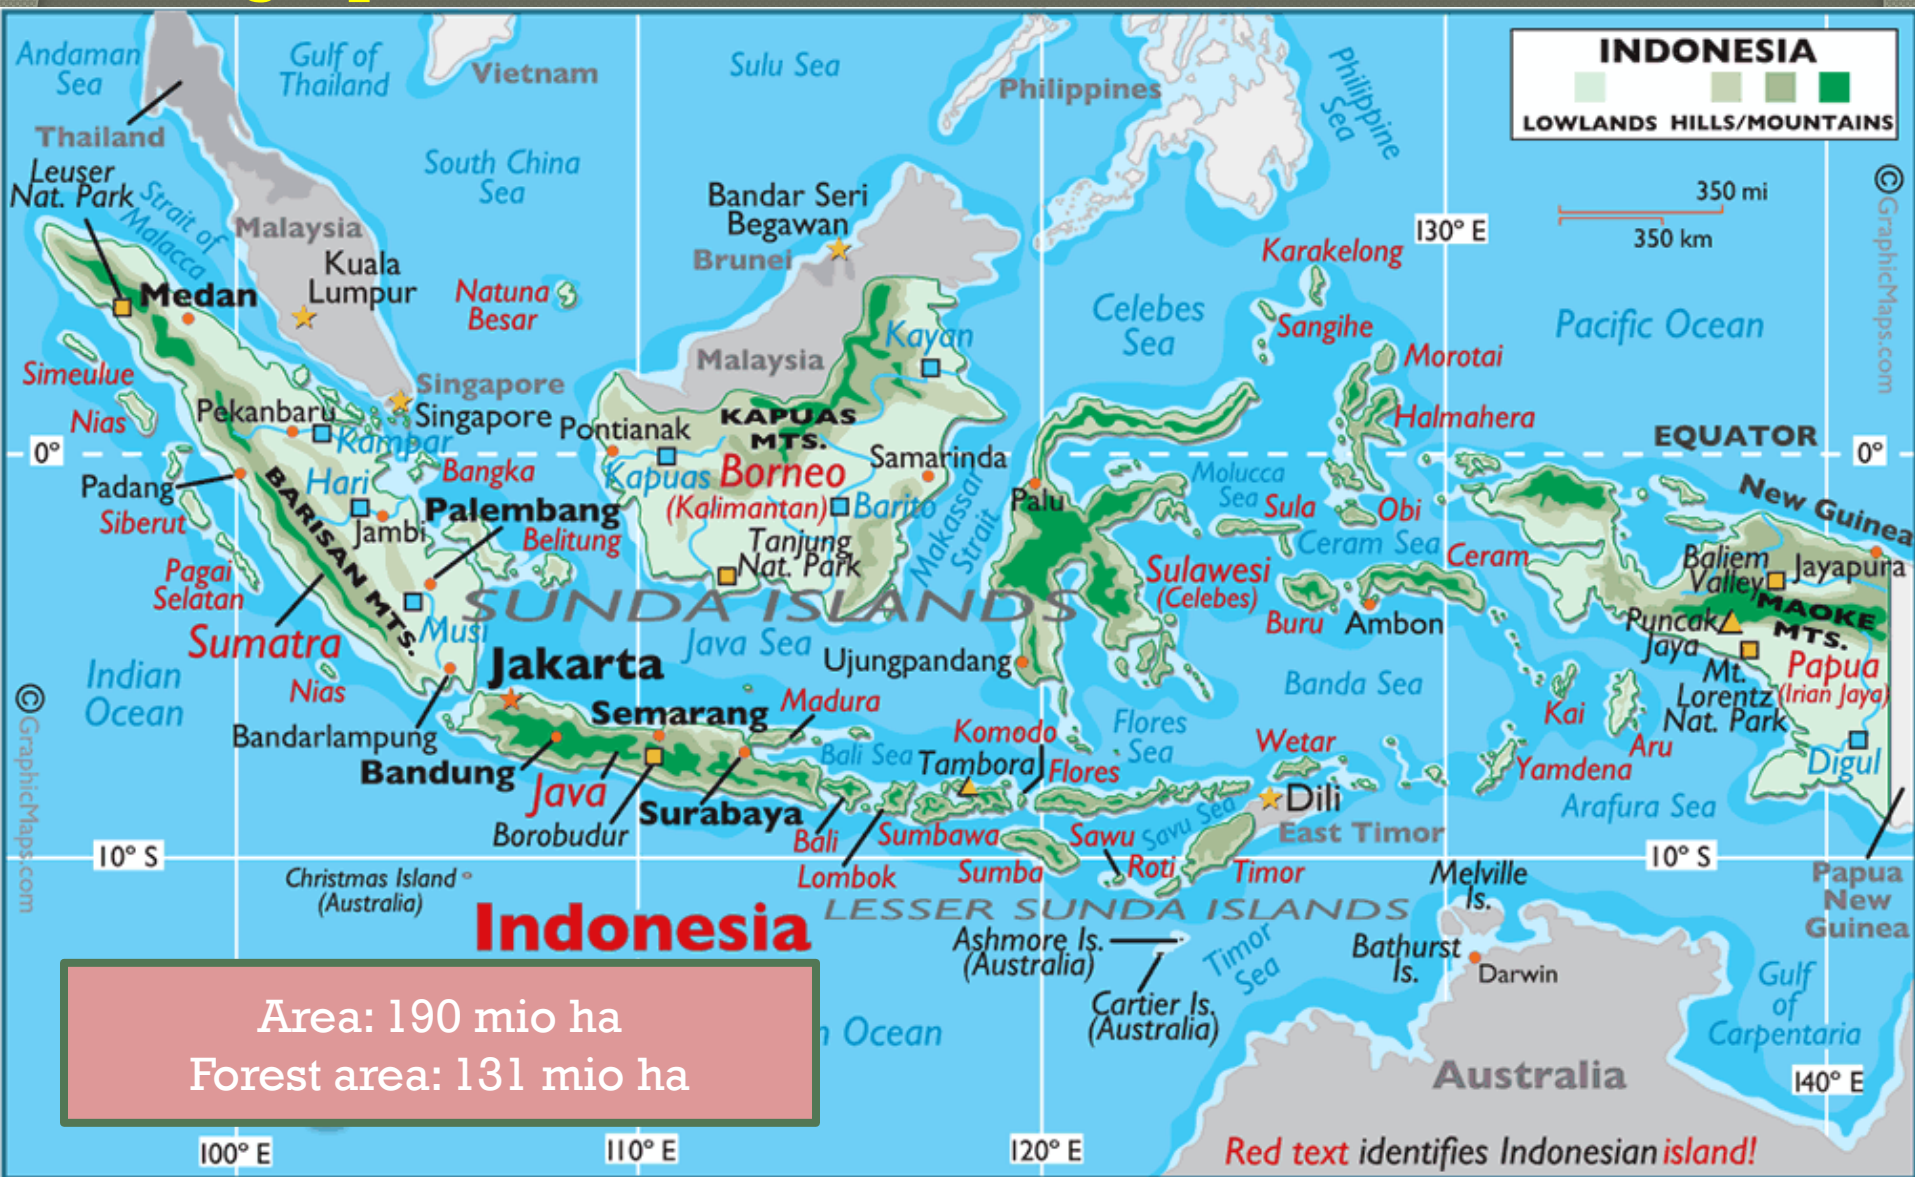 Andaman
Sea
Gulf of
Thailand
Vietnam
Sulu Sea
Philippines
Philippine
Sea
INDONESIA
LOWLANDS HILLS/MOUNTAINS
Thailand
Leuser
Nat. Park
Strait of
Malacca
South China
Sea
Malaysia
Kuala
Lumpur
Bandar Seri
Begawan
Brunei
350 mi
350 km
130° E
©GraphicMaps.com
Medan
Natuna
Besar
Karakelong
Sangihe
Celebes
Sea
Pacific Ocean
Kayan
Malaysia
Morotai
Simeulue
Nias
Singapore
Singapore
Pekanbaru
Kampar
Pontianak
KAPUAS
MTS.
Halmahera
EQUATOR
0°
0°
Padang
Siberut
BARISAN MTS.
Hari
Bangka
Kapuas
Borneo
(Kalimantan)
Samarinda
Barito
Makassar
Strait
Palu
Molucca
Sea
Sula
Obi
New Guinea
Jambi
Palembang
Belitung
Tanjung
Nat. Park
Ceram Sea
Ceram
Pagai
Selatan
Sulawesi
(Celebes)
Baliem
Valley
Jayapura
SUNDA ISLANDS
Buru
Ambon
MAOKE
MTS.
Puncak
Jaya
Sumatra
Musi
Java Sea
Ujungpandang
Banda Sea
Mt.
Lorentz
Nat. Park
Papua
(Irian Jaya)
Indian
Ocean
Nias
Jakarta
Semarang
Madura
Kai
Aru
Bandarlampung
Bali Sea
Komodo
Tambora
Flores
Flores
Sea
Wetar
Yamdena
Digul
Bandung
Java
Borobudur
Surabaya
Bali
Lombok
Sumbawa
Sumba
Sawu
Savu Sea
Roti
Timor
Dili
East Timor
Arafura Sea
©GraphicMaps.com
10° S
10° S
Christmas Island
(Australia)
Indonesia
LESSER SUNDA ISLANDS
Melville
Is.
Papua
New
Guinea
Ashmore Is.
(Australia)
Timor
Sea
Bathurst
Is.
Darwin
Cartier Is.
(Australia)
Gulf
of
Carpentaria
Area: 190 mio ha
Forest area: 131 mio ha
n Ocean
Australia
140° E
100° E
110° E
120° E
Red text identifies Indonesian island!